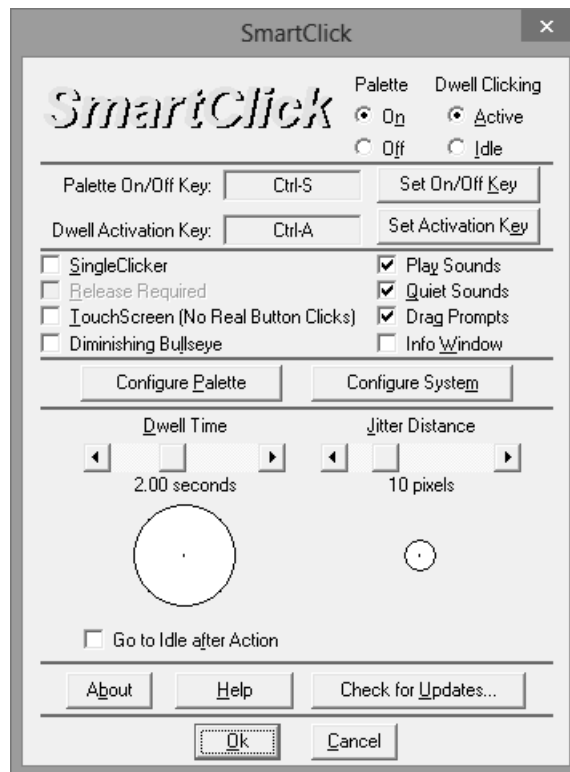 SmartClick
SmartClick
Palette Dwell Clicking
On Active
Off Idle
Palette On/Off Key: Ctrl-S Set On/Off Key
Dwell Activation Key: Ctrl-A Set Activation Key
SingleClicker Play Sounds
Release Required Quiet Sounds
TouchScreen (No Real Button Clicks) Drag Prompts
Diminishing Bullseye Info Window
Configure Palette Configure System
Dwell Time Jitter Distance
2.00 seconds 10 pixels
Go to Idle after Action
About Help Check for Updates...
Ok Cancel